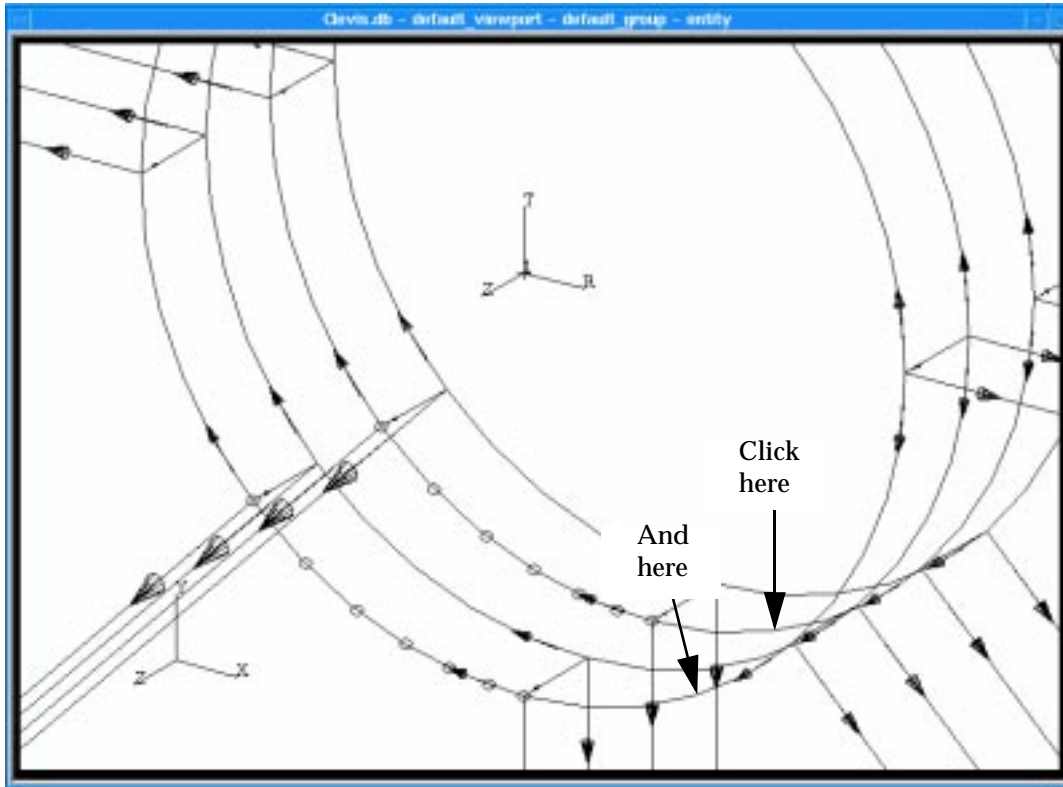 Clevis.db - default_viewport - default_group - entity
T
R
Z
Click
here
And
here
Y
X
Z